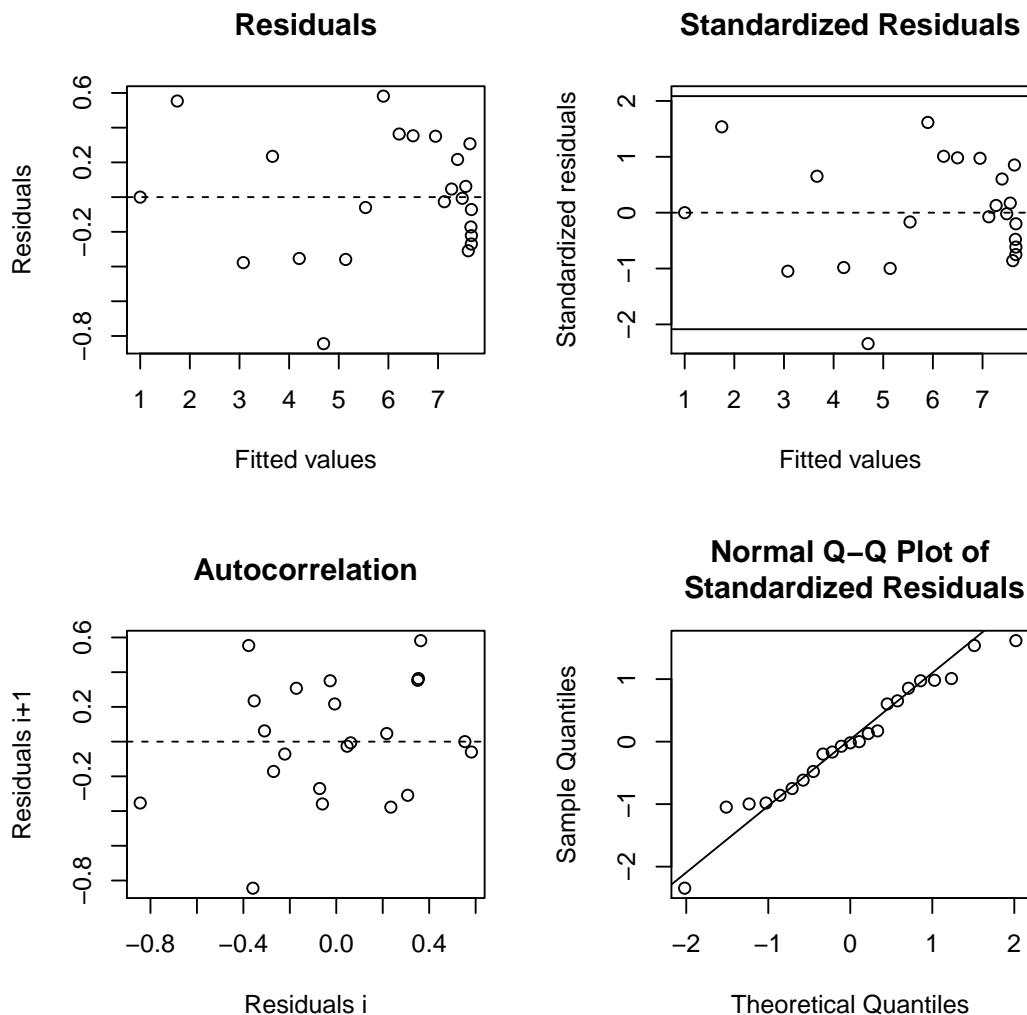 Residuals
Residuals
−0.8
−0.2
0.2
0.6
1 2 3 4 5 6 7
Fitted values
Standardized Residuals
Standardized residuals
−2
−1
0
1
2
1 2 3 4 5 6 7
Fitted values
Autocorrelation
Residuals i+1
−0.8
−0.2
0.2
0.6
−0.8 −0.4 0.0 0.4
Residuals i
Normal Q−Q Plot of
Standardized Residuals
Sample Quantiles
−2
−1
0
1
−2 −1 0 1 2
Theoretical Quantiles